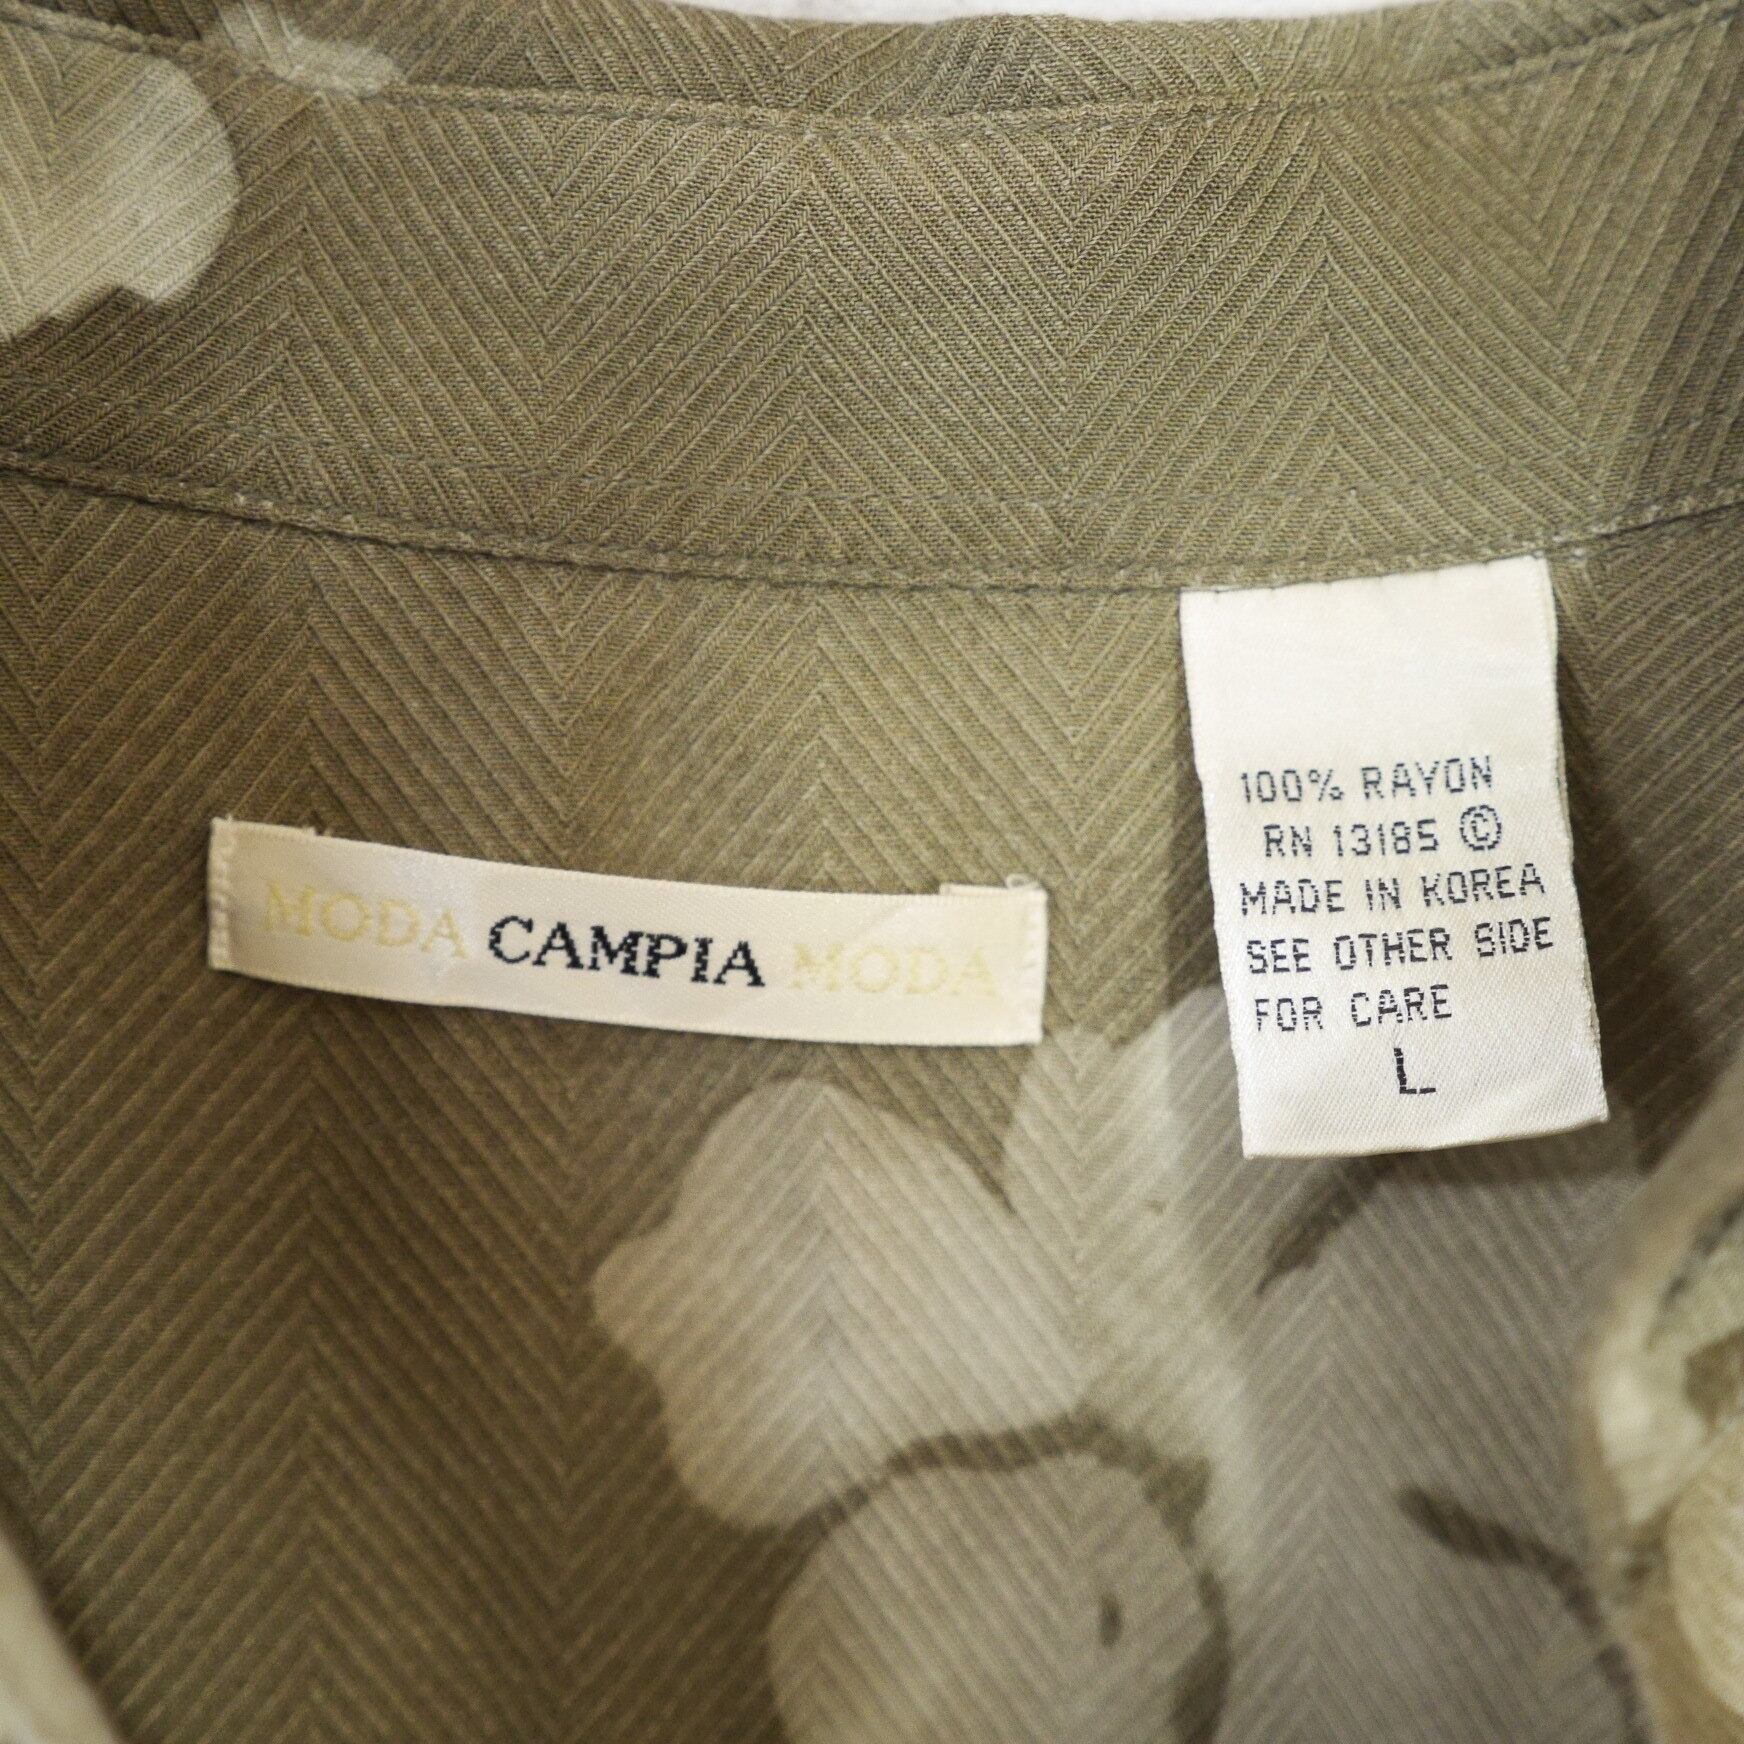 MODA CAMPIA MODA
100% RAYON
RN 13185 ©
MADE IN KOREA
SEE OTHER SIDE
FOR CARE
L